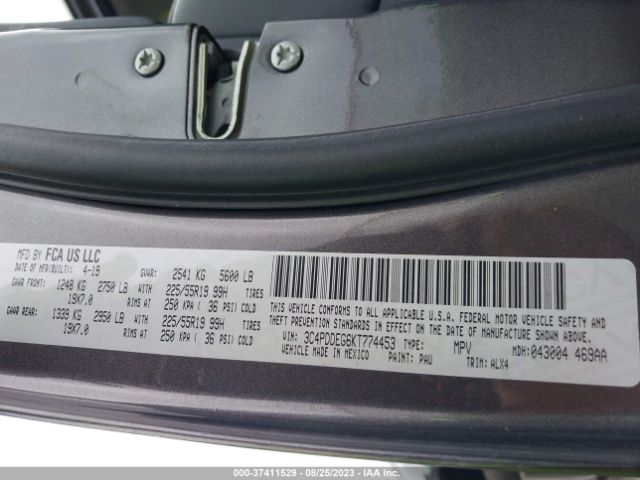 MFD BY FCA US LLC
DATE OF MFR(BUILT): 4-19 GVWR: 2541 KG 5600 LB
GAWR FRONT: 1248 KG 2750 LB WITH 225/55R19 99H TIRES
19X7.0 RIMS AT 250 KPA ( 36 PSI) COLD
GAWR REAR: 1339 KG 2950 LB WITH 225/55R19 99H TIRES
19X7.0 RIMS AT 250 KPA ( 36 PSI) COLD
THIS VEHICLE CONFORMS TO ALL APPLICABLE U.S.A. FEDERAL MOTOR VEHICLE SAFETY AND
THEFT PREVENTION STANDARDS IN EFFECT ON THE DATE OF MANUFACTURE SHOWN ABOVE.
VIN: 3C4PDDEG6KT774453 TYPE: MPV MDH:043004 469AA
VEHICLE MADE IN MEXICO PAINT: PAU TRIM: ALX4
000-37411529 - 08/25/2023 - IAA Inc.